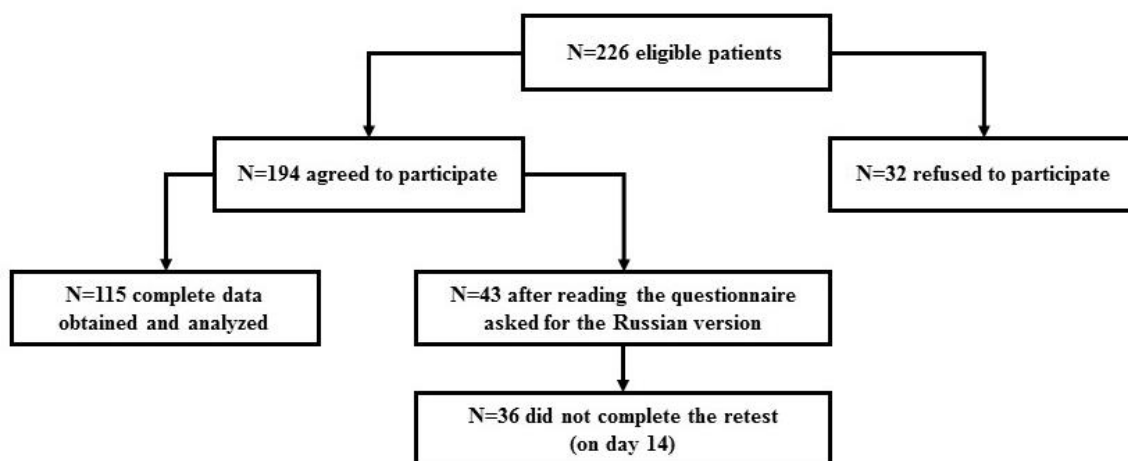 N=226 eligible patients
N=194 agreed to participate
N=32 refused to participate
N=115 complete data
obtained and analyzed
N=43 after reading the questionnaire
asked for the Russian version
N=36 did not complete the retest
(on day 14)